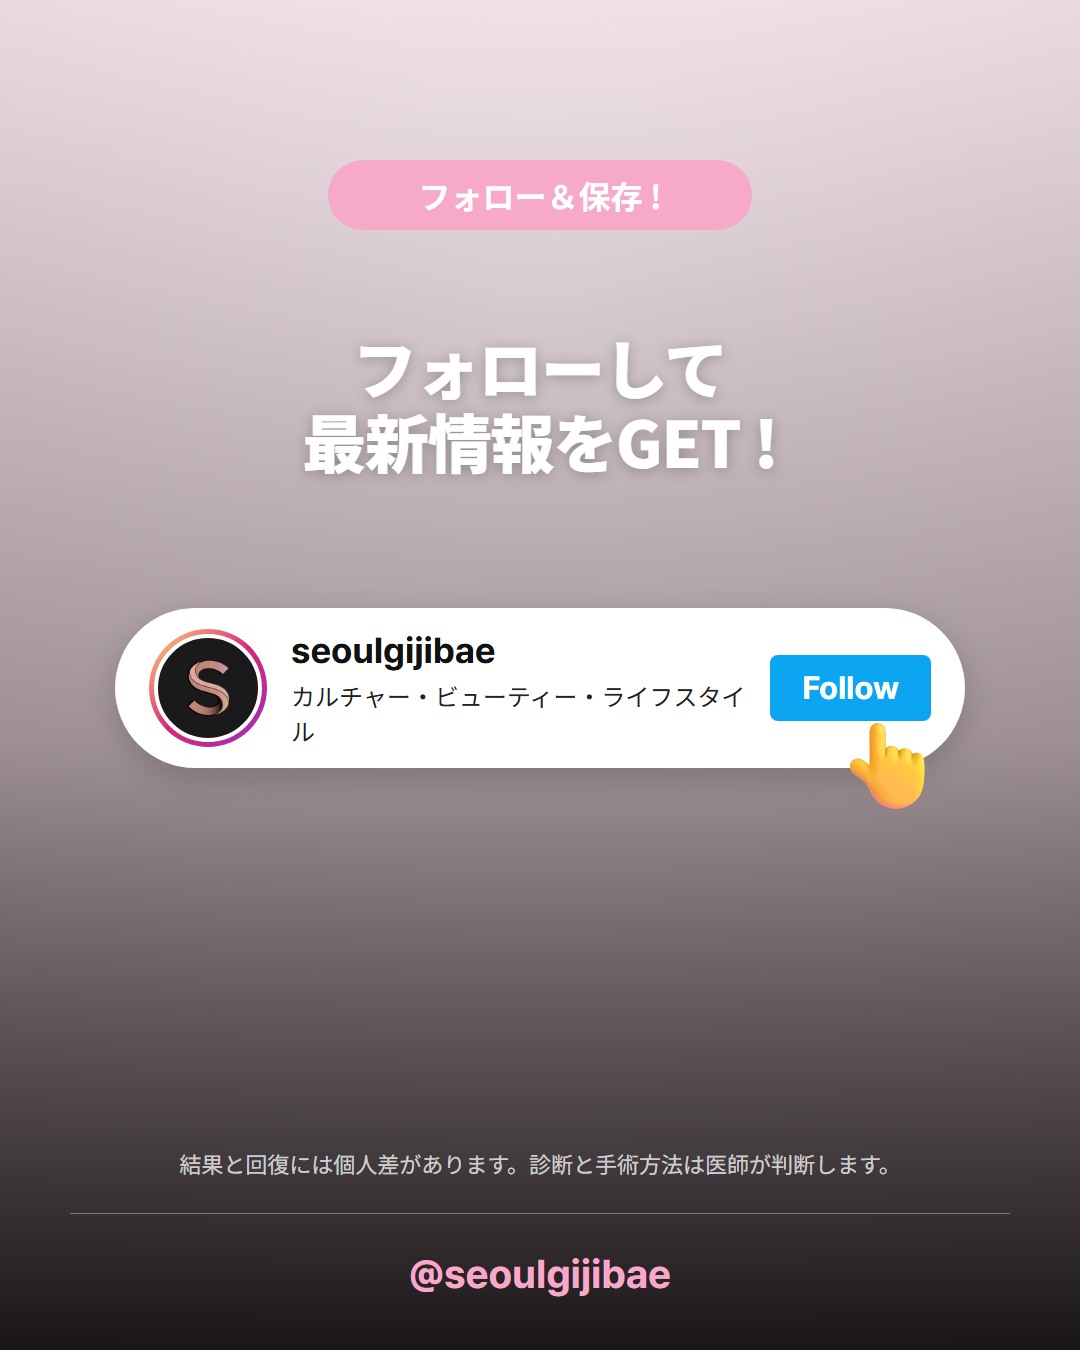 フォロー＆保存！
フォローして
最新情報をGET！
S
seoulgijibae
カルチャー・ビューティー・ライフスタイ
ル
Follow
結果と回復には個人差があります。診断と手術方法は医師が判断します。
@seoulgijibae